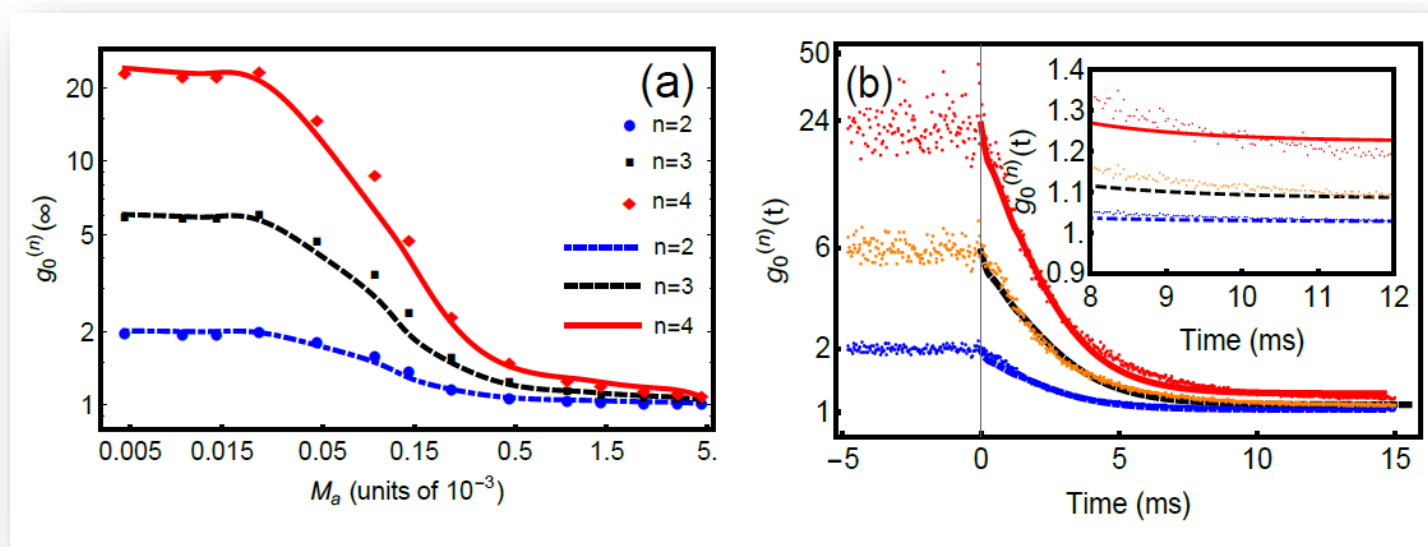 (a)
n=2
n=3
n=4
n=2
n=3
n=4
20
10
5
2
1
g₀⁽ⁿ⁾(∞)
0.005 0.015 0.05 0.15 0.5 1.5 5.
Mₐ (units of 10⁻³)
(b)
50
24
6
2
1
g₀⁽ⁿ⁾(t)
−5 0 5 10 15
Time (ms)
1.4
1.3
1.2
1.1
1.
0.9
g₀⁽ⁿ⁾(t)
8 9 10 11 12
Time (ms)